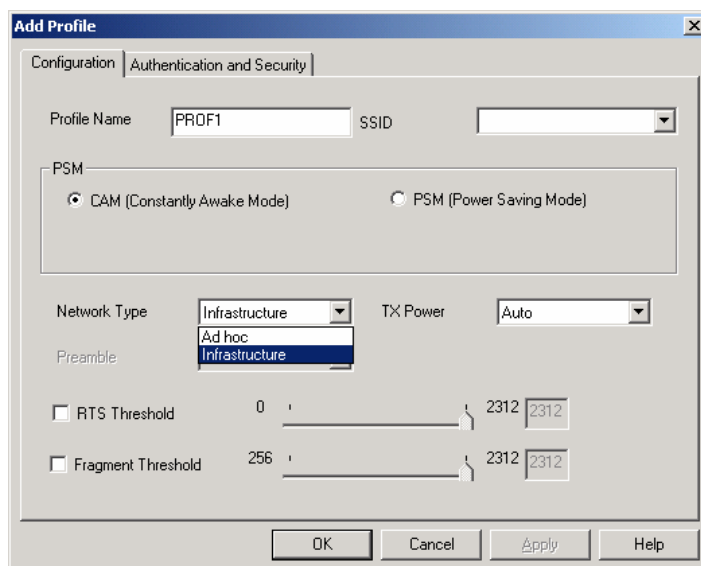 Add Profile
Configuration
Authentication and Security
Profile Name
PROF1
SSID
PSM
CAM (Constantly Awake Mode)
PSM (Power Saving Mode)
Network Type
Infrastructure
TX Power
Auto
Ad hoc
Infrastructure
Preamble
RTS Threshold
0
2312
2312
Fragment Threshold
256
2312
2312
OK
Cancel
Apply
Help